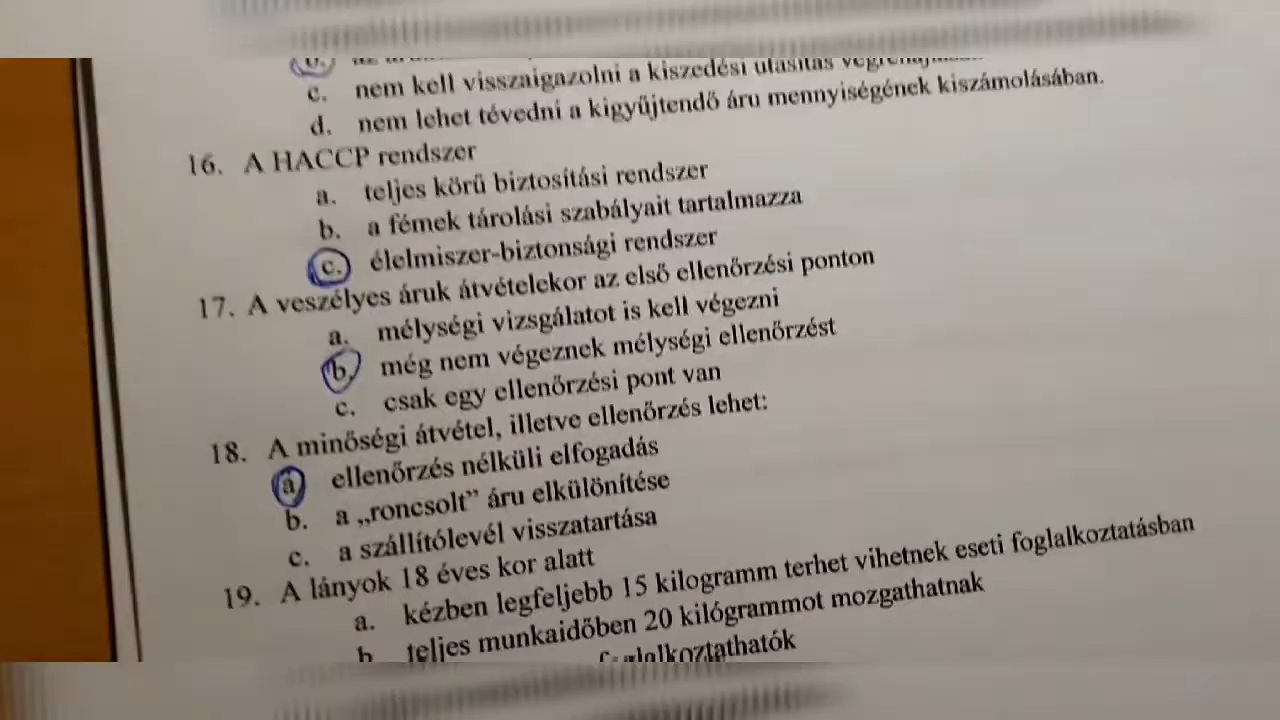 c. nem kell visszaigazolni a kiszedési utasítás
d. nem lehet tévedni a kigyűjtendő áru mennyiségének kiszámolásában.
16. A HACCP rendszer
a. teljes körű biztosítási rendszer
b. a fémek tárolási szabályait tartalmazza
c. élelmiszer-biztonsági rendszer
17. A veszélyes áruk átvételekor az első ellenőrzési ponton
a. mélységi vizsgálatot is kell végezni
b. még nem végeznek mélységi ellenőrzést
c. csak egy ellenőrzési pont van
18. A minőségi átvétel, illetve ellenőrzés lehet:
a ellenőrzés nélküli elfogadás
b. a „roncsolt” áru elkülönítése
c. a szállítólevél visszatartása
19. A lányok 18 éves kor alatt
a. kézben legfeljebb 15 kilogramm terhet vihetnek eseti foglalkoztatásban
b teljes munkaidőben 20 kilógrammot mozgathatnak
foglalkoztathatók